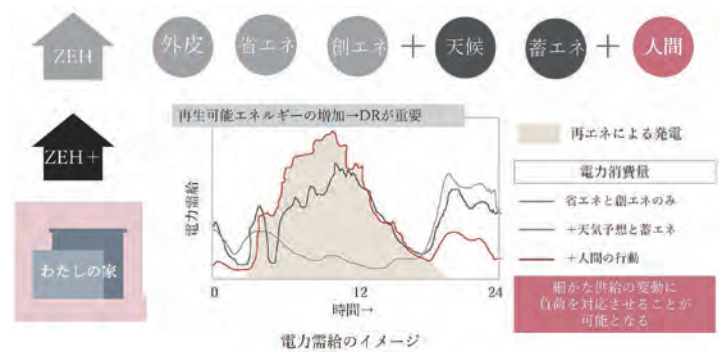 ZEH
外皮
省エネ
創エネ
+
天候
蓄エネ
+
人間
再生可能エネルギーの増加→DRが重要
ZEH+
再エネによる発電
電力消費量
電力需給
省エネと創エネのみ
+天気予想と蓄エネ
+人間の行動
わたしの家
0
12
24
時間→
細かな供給の変動に
負荷を対応させることが
可能となる
電力需給のイメージ